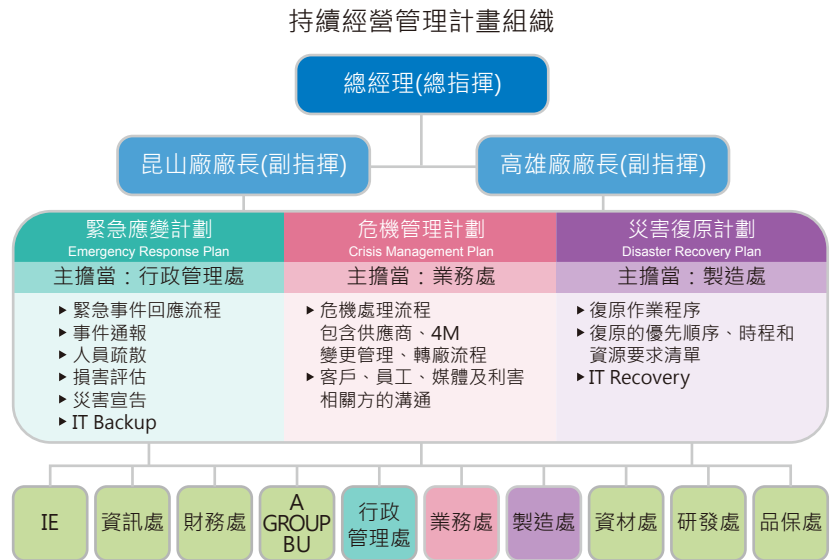 持續經營管理計畫組織
總經理(總指揮)
昆山廠廠長(副指揮)
高雄廠廠長(副指揮)
緊急應變計劃
Emergency Response Plan
主擔當：行政管理處
▶ 緊急事件回應流程
▶ 事件通報
▶ 人員疏散
▶ 損害評估
▶ 災害宣告
▶ IT Backup
危機管理計劃
Crisis Management Plan
主擔當：業務處
▶ 危機處理流程
包含供應商、4M
變更管理、轉廠流程
▶ 客戶、員工、媒體及利害
相關方的溝通
災害復原計劃
Disaster Recovery Plan
主擔當：製造處
▶ 復原作業程序
▶ 復原的優先順序、時程和
資源要求清單
▶ IT Recovery
IE
資訊處
財務處
A
GROUP
BU
行政
管理處
業務處
製造處
資材處
研發處
品保處